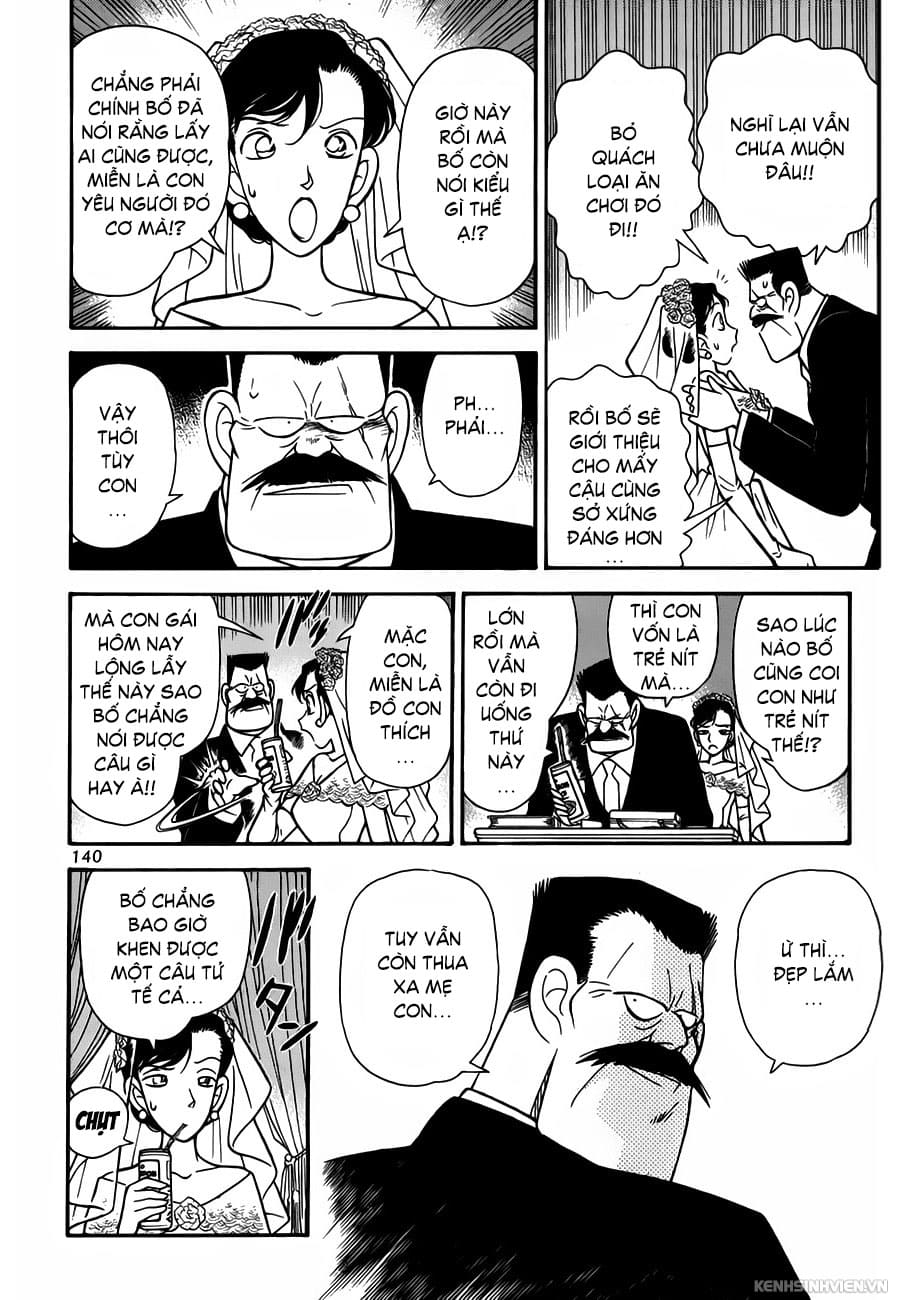 NGHĨ LẠI VẪN
CHƯA MUỘN
ĐÂU!!
BỎ
QUÁCH
LOẠI ĂN
CHƠI ĐÓ
ĐI!!
RỒI BỐ SẼ
GIỚI THIỆU
CHO MẤY
CẬU CÙNG
SỞ XỨNG
ĐÁNG HƠN
...
GIỜ NÀY
RỒI MÀ
BỐ CÒN
NÓI KIỂU
GÌ THẾ
Ạ!?
CHẲNG PHẢI
CHÍNH BỐ ĐÃ
NÓI RẰNG LẤY
AI CŨNG ĐƯỢC,
MIỄN LÀ CON
YÊU NGƯỜI ĐÓ
CƠ MÀ!?
PH...
PHẢI...
VẬY
THÔI
TÙY
CON
...
SAO LÚC
NÀO BỐ
CŨNG COI
CON NHƯ
TRẺ NÍT
THẾ!?
THÌ CON
VỐN LÀ
TRẺ NÍT
MÀ...
LỚN
RỒI MÀ
VẪN
CÒN ĐI
UỐNG
THỨ
NÀY
...
MẶC
CON,
MIỄN LÀ
ĐỒ CON
THÍCH
...
MÀ CON GÁI
HÔM NAY
LỘNG LẪY
THẾ NÀY SAO
BỐ CHẲNG
NÓI ĐƯỢC
CÂU GÌ
HAY À!!
140
Ừ THÌ...
ĐẸP LẮM
...
TUY VẪN
CÒN THUA
XA MẸ
CON...
BỐ CHẲNG
BAO GIỜ
KHEN ĐƯỢC
MỘT CÂU TỬ
TẾ CẢ...
CHỤT
KENHSINHVIEN.VN